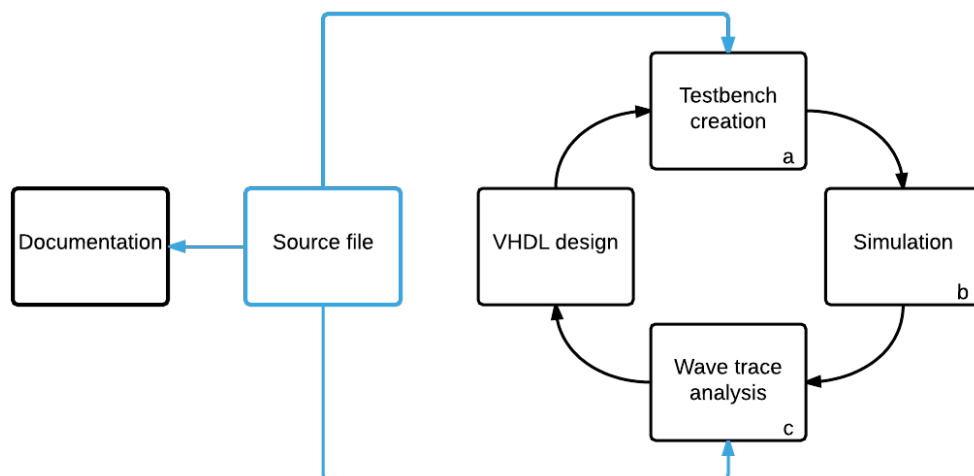 Testbench
creation
a
Documentation
Source file
VHDL design
Simulation
b
Wave trace
analysis
c